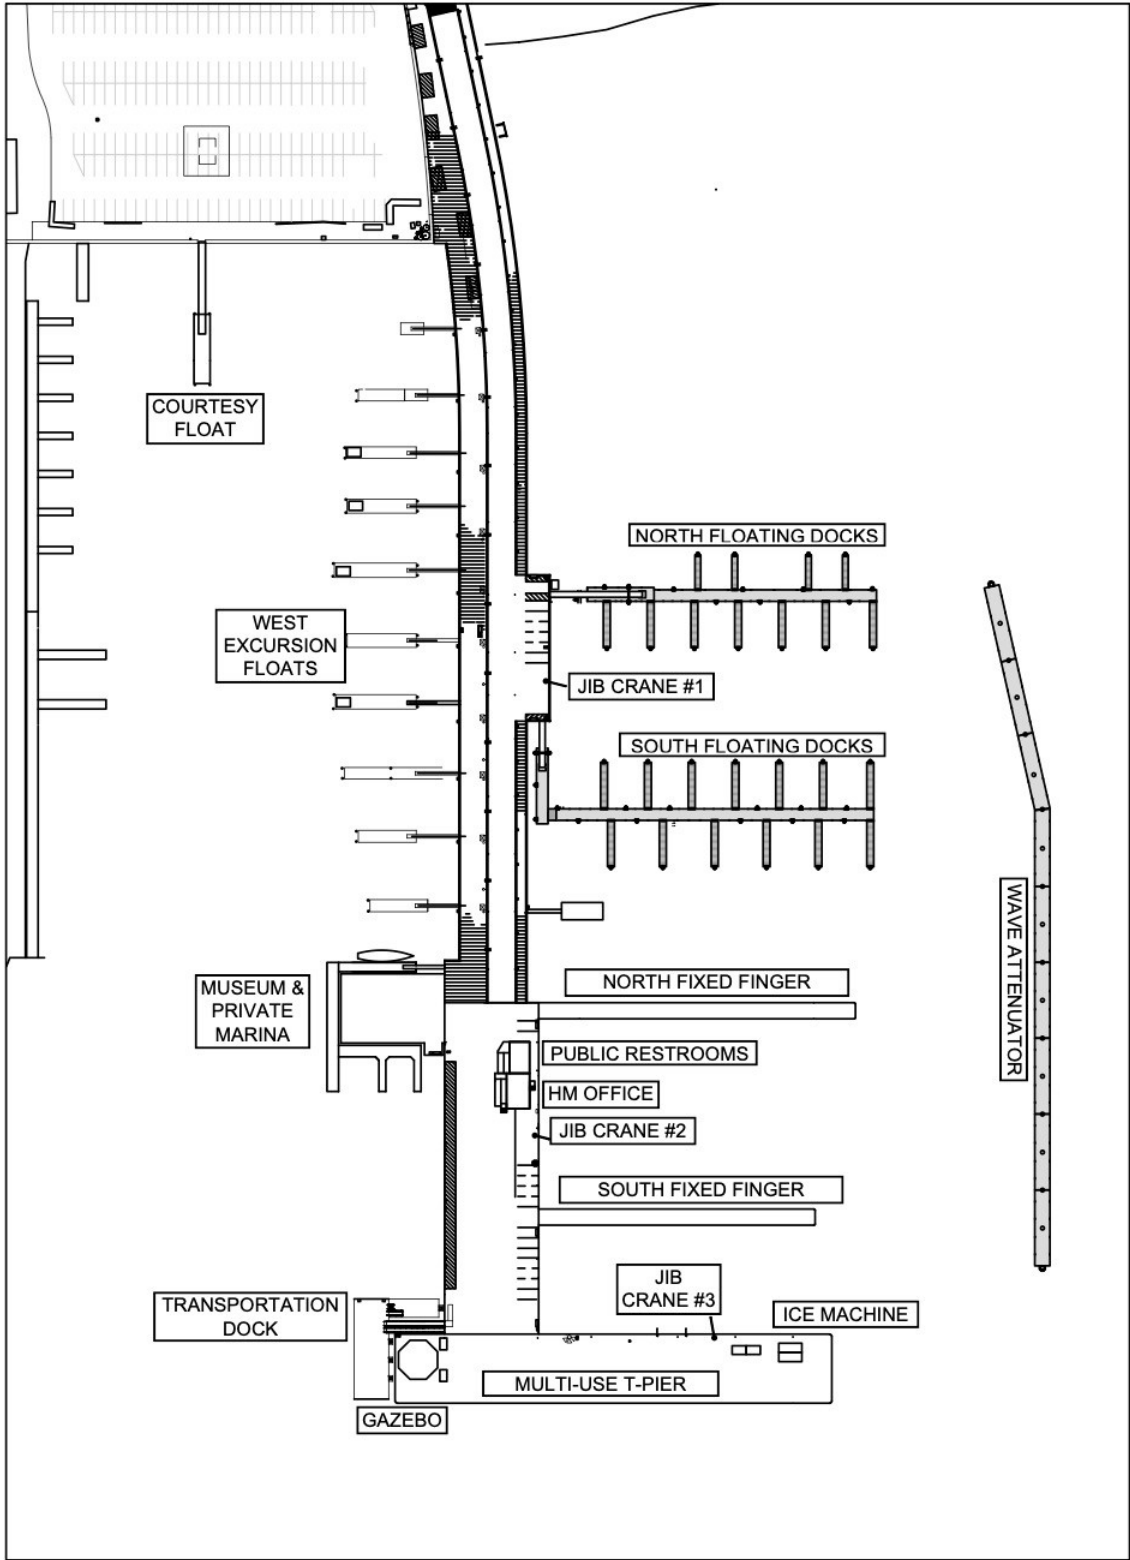 COURTESY
FLOAT
NORTH FLOATING DOCKS
WEST
EXCURSION
FLOATS
JIB CRANE #1
SOUTH FLOATING DOCKS
WAVE ATTENUATOR
MUSEUM &
PRIVATE
MARINA
NORTH FIXED FINGER
PUBLIC RESTROOMS
HM OFFICE
JIB CRANE #2
SOUTH FIXED FINGER
TRANSPORTATION
DOCK
JIB
CRANE #3
ICE MACHINE
MULTI-USE T-PIER
GAZEBO